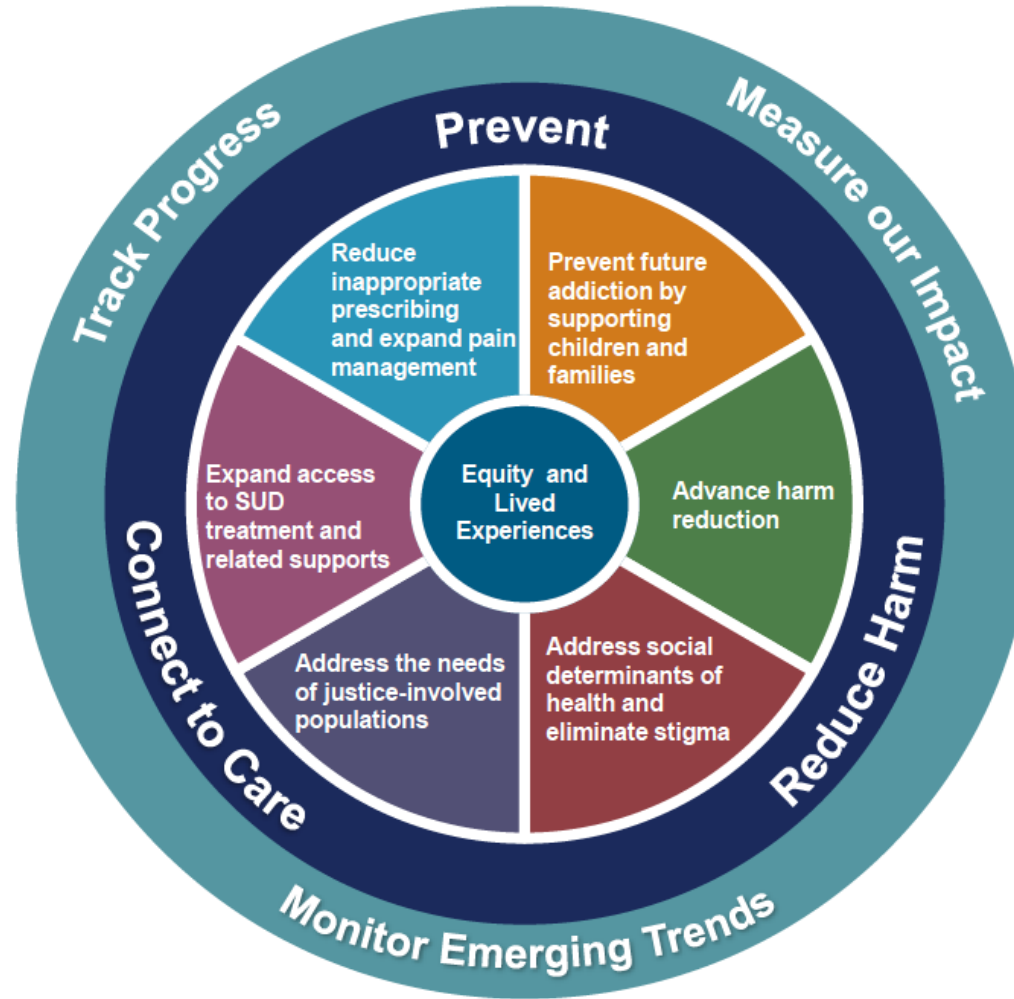 Track Progress
Measure our Impact
Prevent
Reduce
inappropriate
prescribing
and expand pain
management
Prevent future
addiction by
supporting
children and
families
Expand access
to SUD
treatment and
related supports
Equity and
Lived
Experiences
Advance harm
reduction
Address the needs
of justice-involved
populations
Address social
determinants of
health and
eliminate stigma
Connect to Care
Reduce Harm
Monitor Emerging Trends